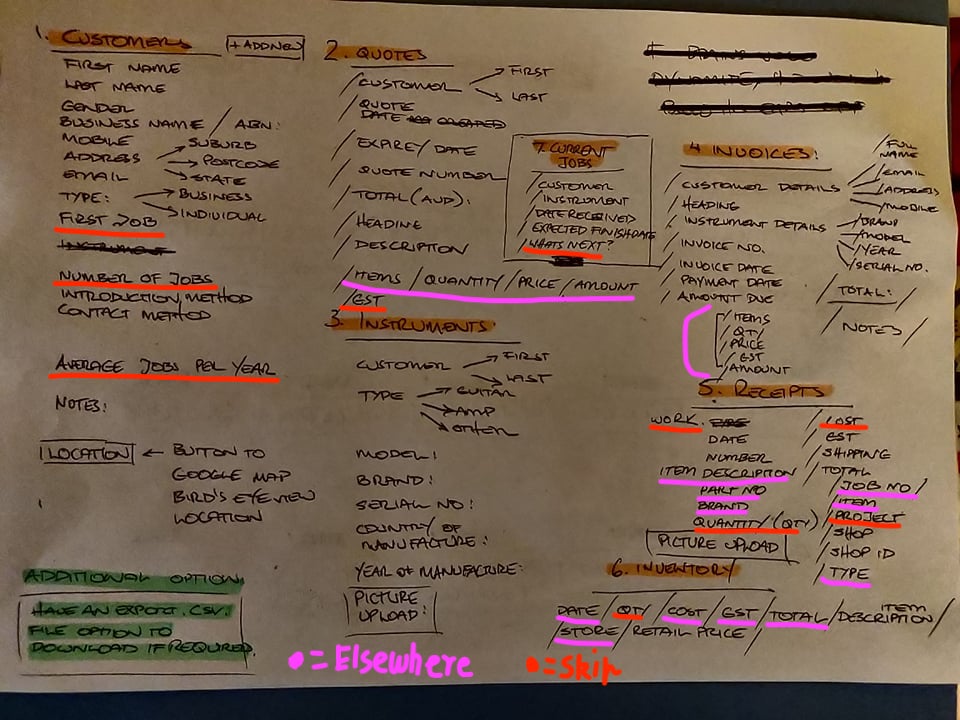 1. CUSTOMERS
+ ADD NEW
FIRST NAME
LAST NAME
GENDER
BUSINESS NAME / ABN:
MOBILE
ADDRESS
SUBURB
POSTCODE
STATE
EMAIL
TYPE:
BUSINESS
INDIVIDUAL
FIRST JOB
INSTRUMENT
NUMBER OF JOBS
INTRODUCTION METHOD
CONTACT METHOD
AVERAGE JOBS PER YEAR
NOTES:
LOCATION ← BUTTON TO
GOOGLE MAP
BIRD'S EYE VIEW
LOCATION
ADDITIONAL OPTION
HAVE AN EXPORT .CSV.
FILE OPTION TO
DOWNLOAD IF REQUIRED.
2. QUOTES
/ CUSTOMER
FIRST
LAST
/ QUOTE
DATE
/ EXPIREY DATE
/ QUOTE NUMBER
/ TOTAL (AUD):
/ HEADING
/ DESCRIPTION
/ ITEMS / QUANTITY / PRICE / AMOUNT
/ GST
7. CURRENT
JOBS
/ CUSTOMER
/ INSTRUMENT
/ DATE RECEIVED
/ EXPECTED FINISH DATE
/ WHATS NEXT?
3. INSTRUMENTS:
CUSTOMER
FIRST
LAST
TYPE
GUITAR
AMP
OTHER
MODEL:
BRAND:
SERIAL NO:
COUNTRY OF
MANUFACTURE:
YEAR OF MANUFACTURE:
PICTURE
UPLOAD:
4 INVOICES:
/ CUSTOMER DETAILS
/ FULL
NAME
/ EMAIL
/ ADDRESS
/ MOBILE
/ HEADING
/ INSTRUMENT DETAILS
/ BRAND
/ MODEL
/ YEAR
/ SERIAL NO.
/ INVOICE NO.
/ INVOICE DATE
/ PAYMENT DATE
/ AMOUNT DUE
/ TOTAL: /
/ NOTES /
/ ITEMS
/ QTY
/ PRICE
/ GST
/ AMOUNT
5. RECEIPTS
WORK.
DATE
NUMBER
ITEM DESCRIPTION
PART NO
BRAND
QUANTITY (QTY)
PICTURE UPLOAD
/ COST
/ GST
/ SHIPPING
/ TOTAL
/ JOB NO /
ITEM
/ PROJECT
/ SHOP
/ SHOP ID
/ TYPE
6. INVENTORY
/ DATE / QTY / COST / GST / TOTAL / ITEM DESCRIPTION /
/ STORE / RETAIL PRICE /
= Elsewhere
= Skip